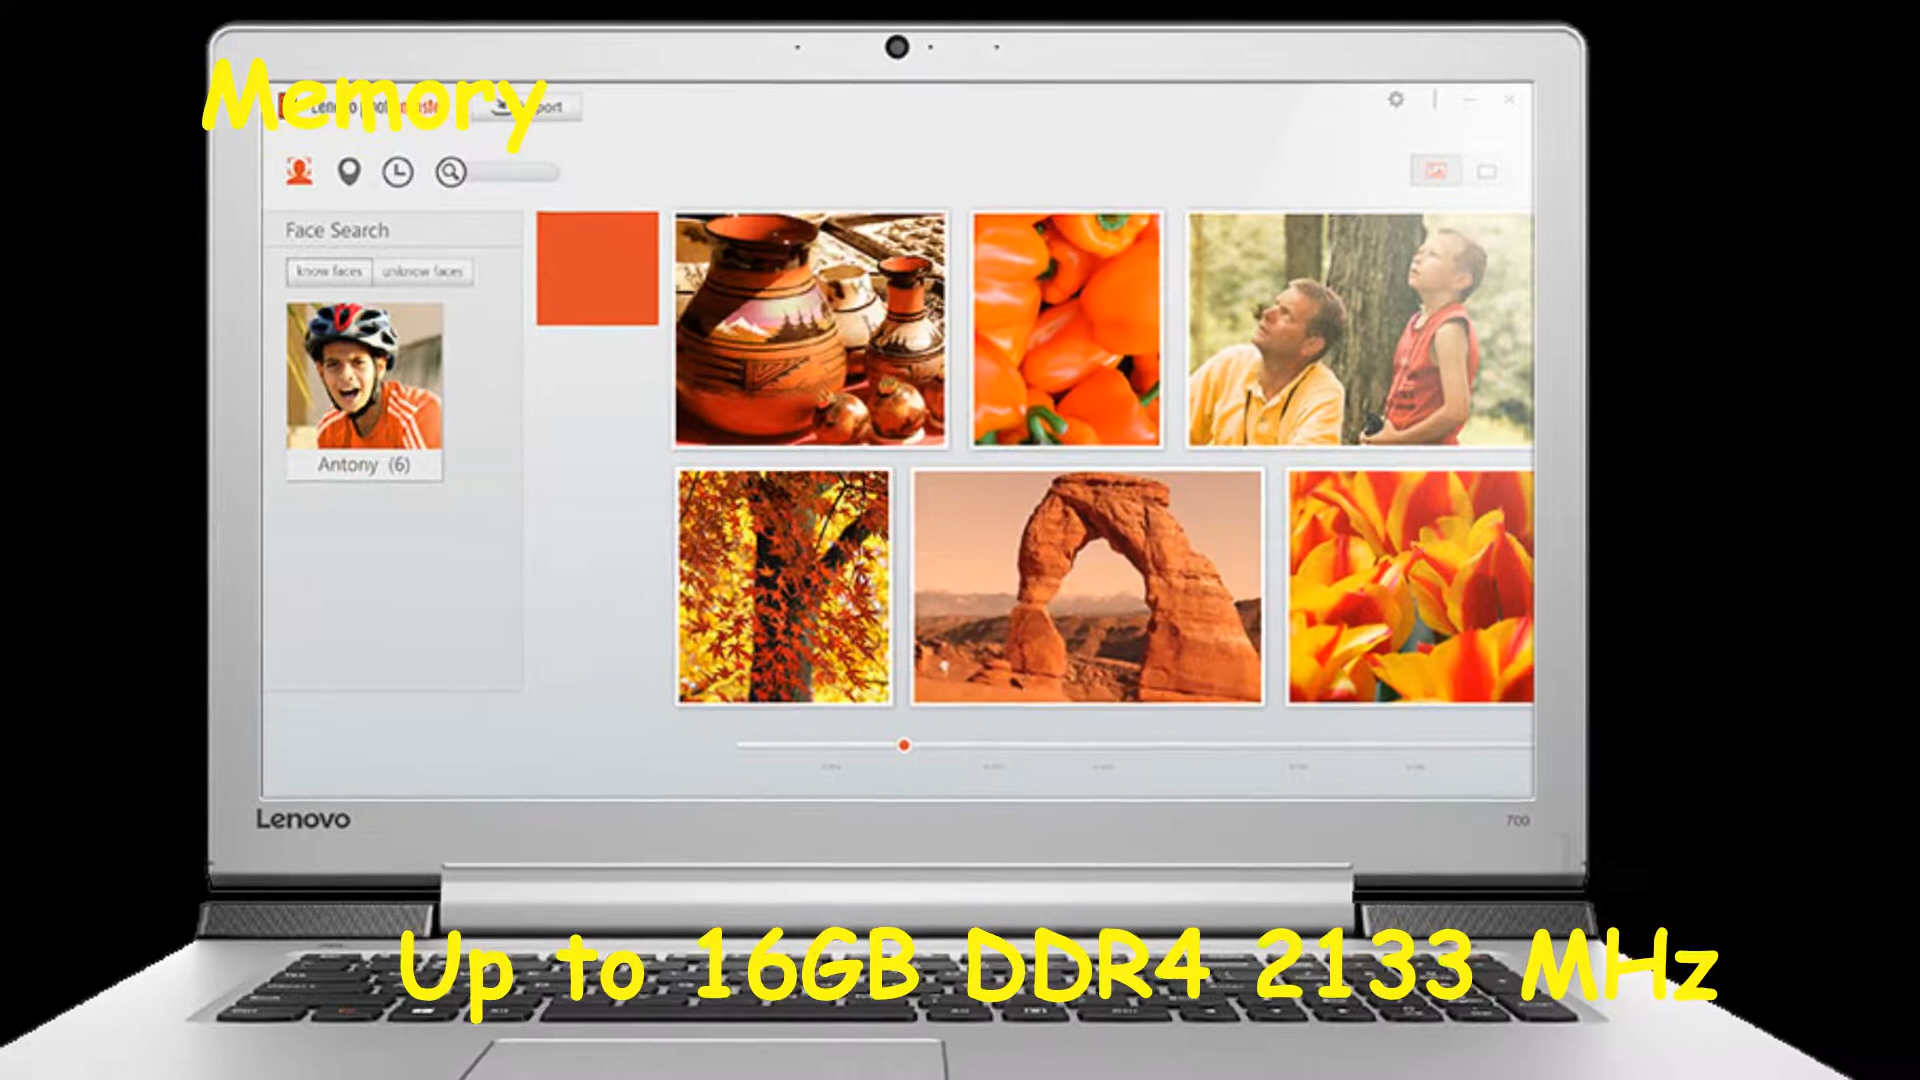 Memory
Face Search
know faces
unknow faces
Antony (6)
Lenovo
700
Up to 16GB DDR4 2133 MHz